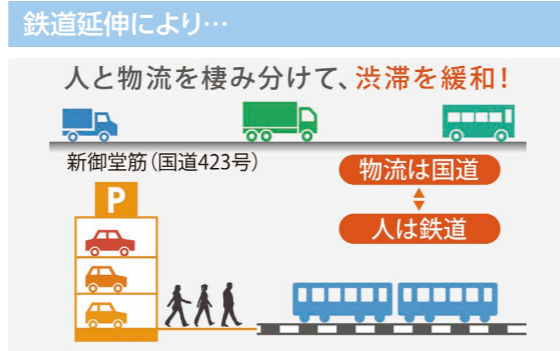 鉄道延伸により…
人と物流を棲み分けて、渋滞を緩和！
新御堂筋（国道423号）
物流は国道
P
人は鉄道